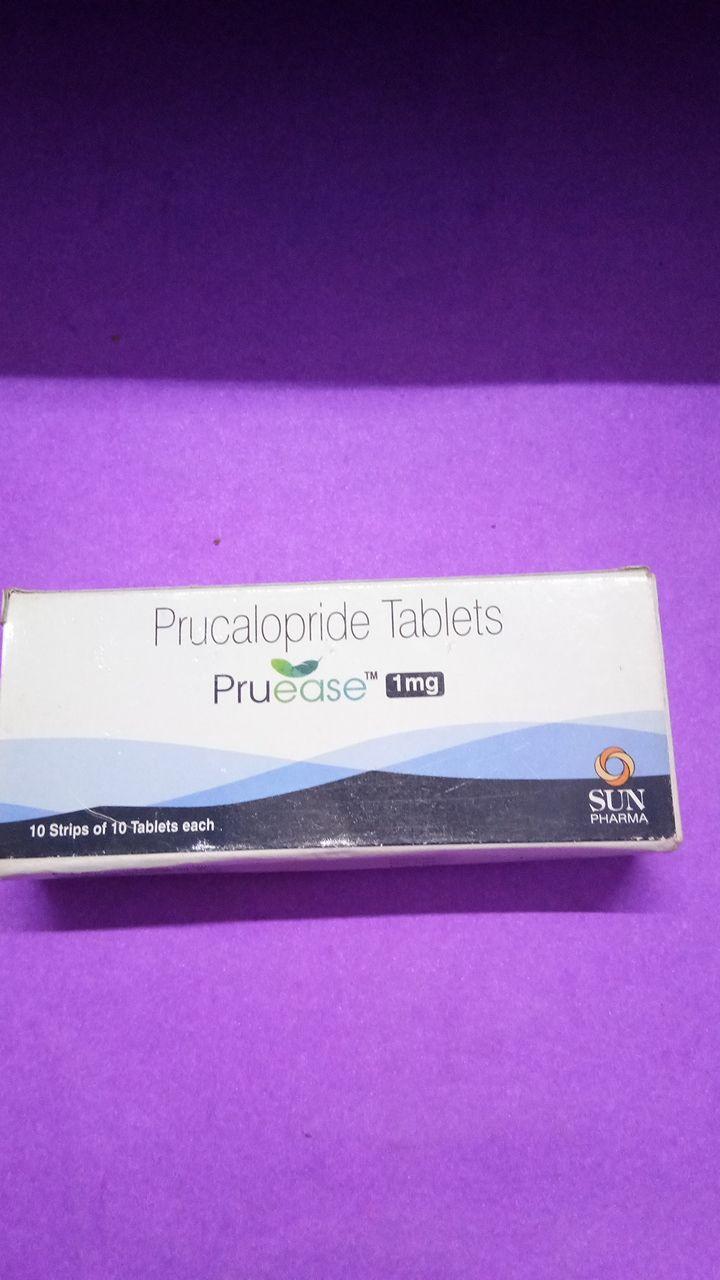 Prucalopride Tablets
Pruease™ 1mg
10 Strips of 10 Tablets each
SUN
PHARMA